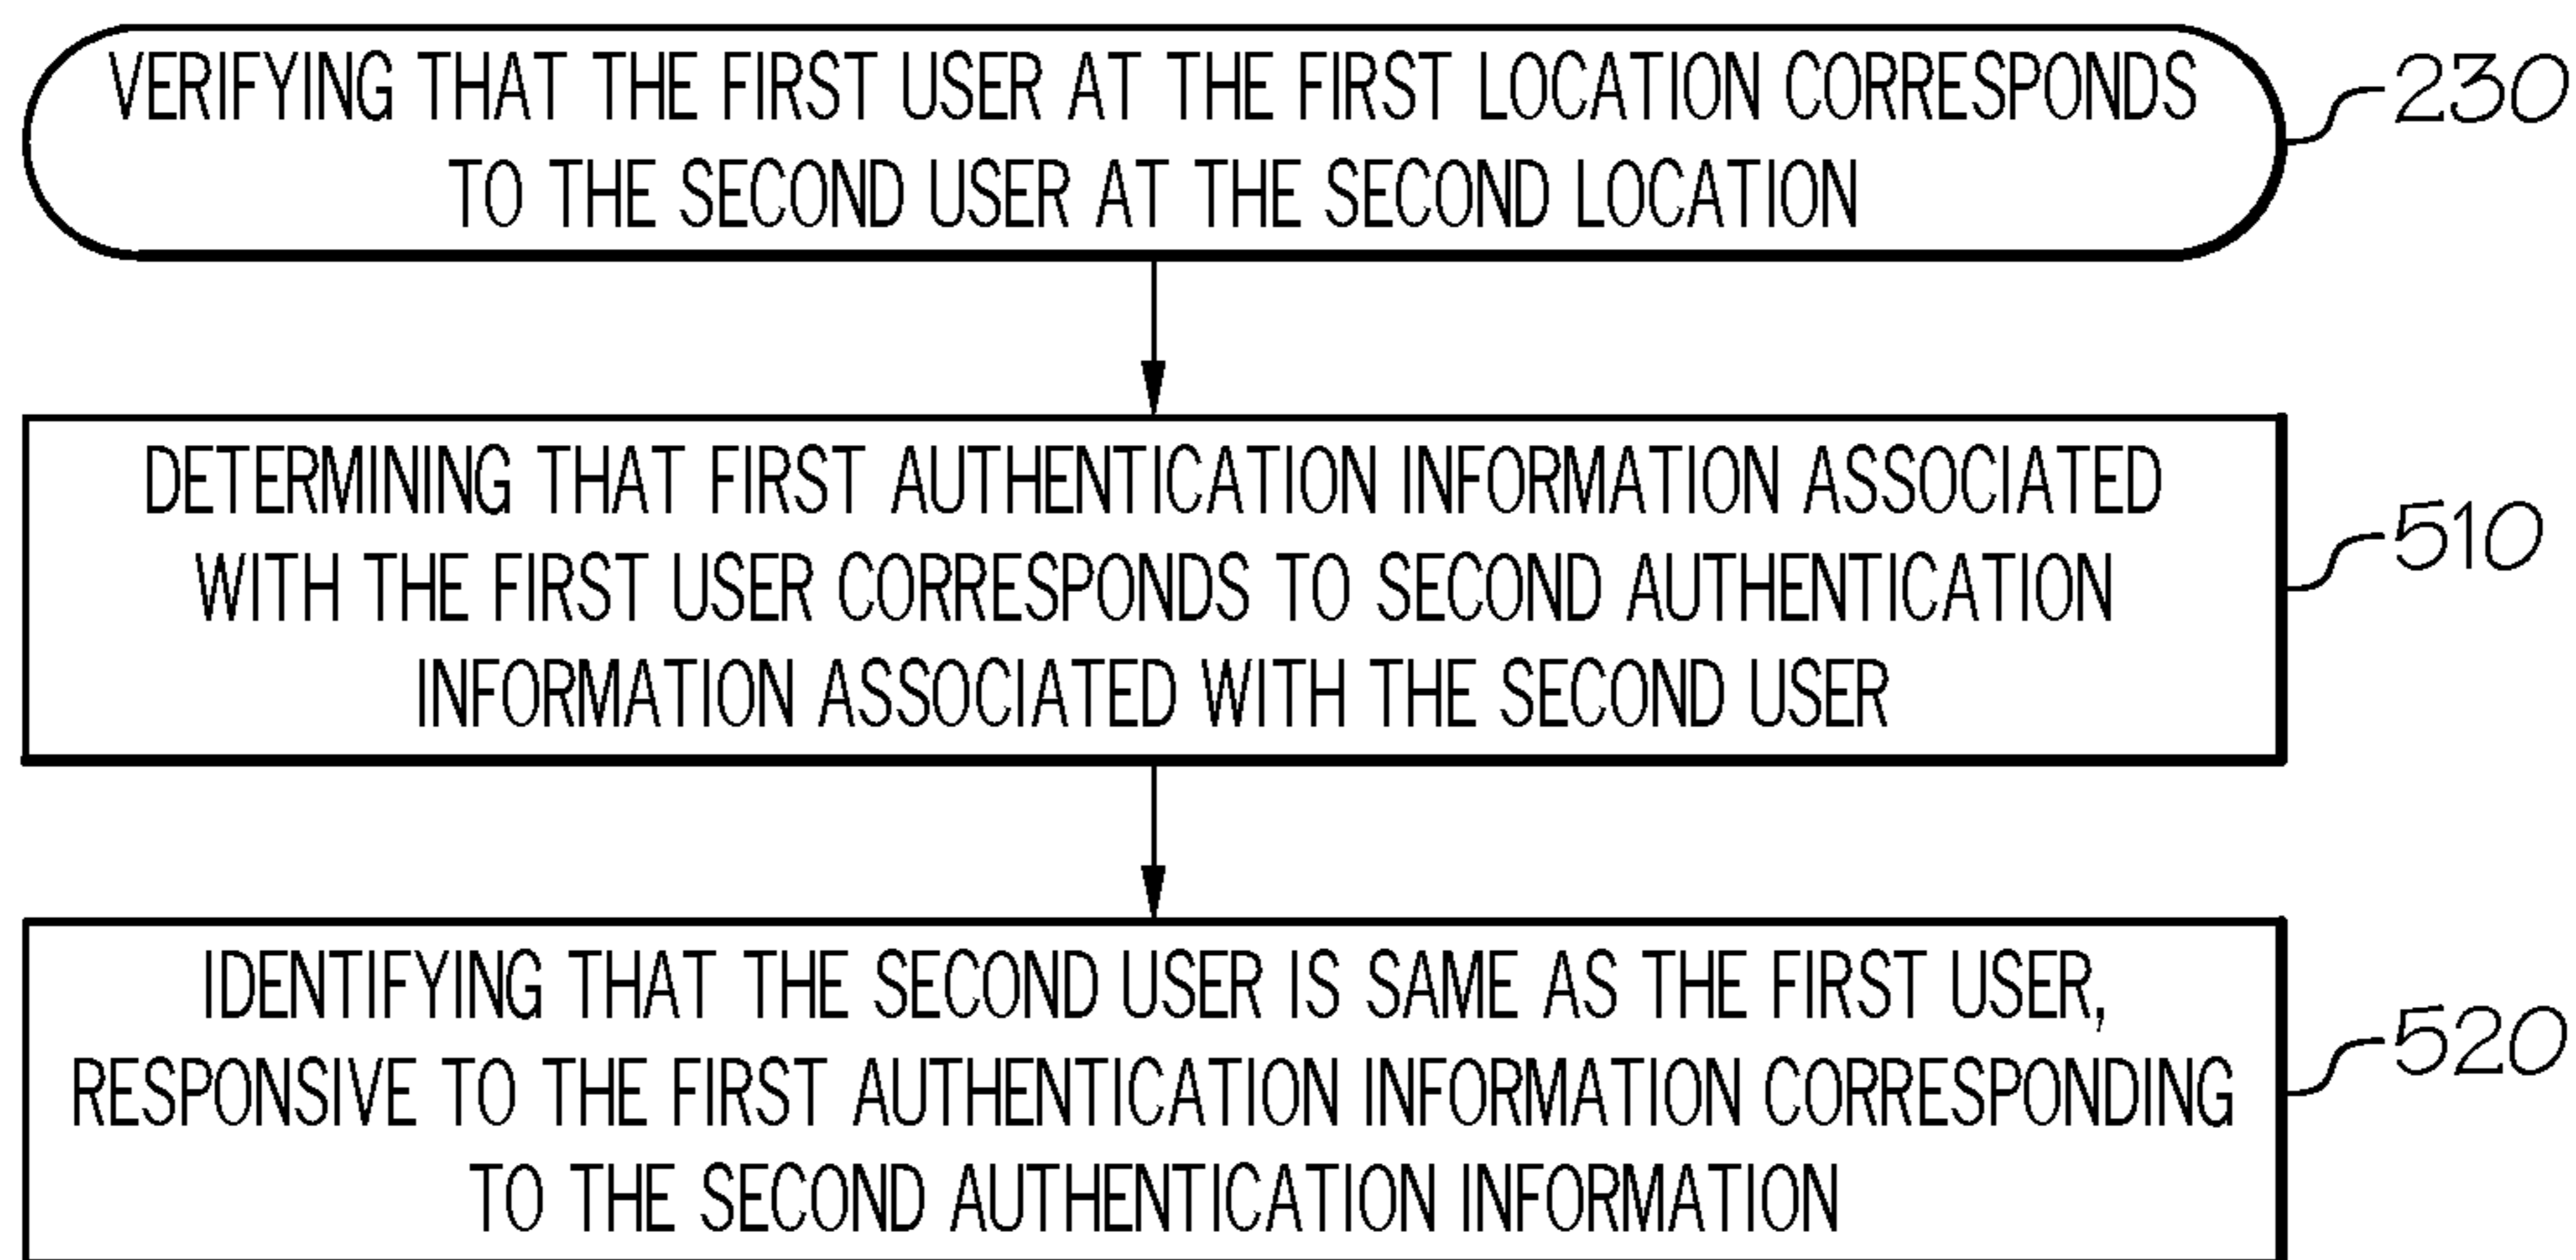 VERIFYING THAT THE FIRST USER AT THE FIRST LOCATION CORRESPONDS
TO THE SECOND USER AT THE SECOND LOCATION
230
DETERMINING THAT FIRST AUTHENTICATION INFORMATION ASSOCIATED
WITH THE FIRST USER CORRESPONDS TO SECOND AUTHENTICATION
INFORMATION ASSOCIATED WITH THE SECOND USER
510
IDENTIFYING THAT THE SECOND USER IS SAME AS THE FIRST USER,
RESPONSIVE TO THE FIRST AUTHENTICATION INFORMATION CORRESPONDING
TO THE SECOND AUTHENTICATION INFORMATION
520